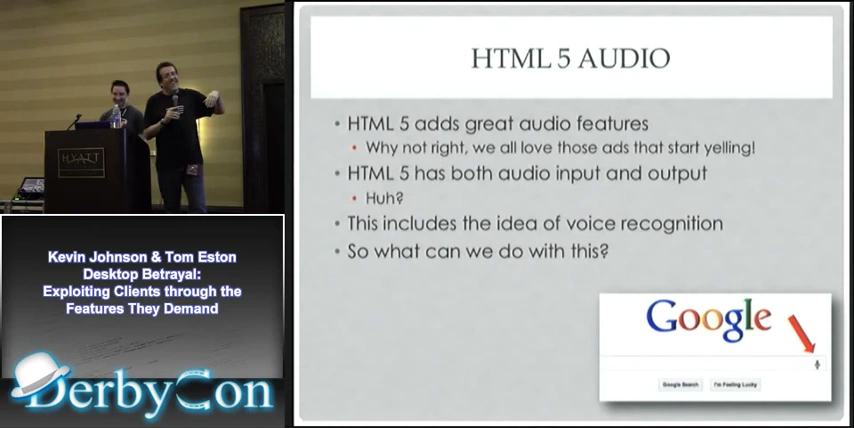 HYATT
Kevin Johnson & Tom Eston
Desktop Betrayal:
Exploiting Clients through the
Features They Demand
DerbyCon
HTML 5 AUDIO
• HTML 5 adds great audio features
• Why not right, we all love those ads that start yelling!
• HTML 5 has both audio input and output
• Huh?
• This includes the idea of voice recognition
• So what can we do with this?
Google
Google Search
I'm Feeling Lucky